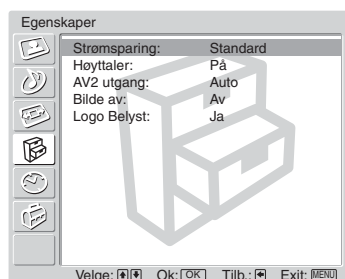 Egenskaper
Strømsparing: Standard
Høyttaler: På
AV2 utgang: Auto
Bilde av: Av
Logo Belyst: Ja
Velge: Ok: OK Tilb.: Exit: MENU